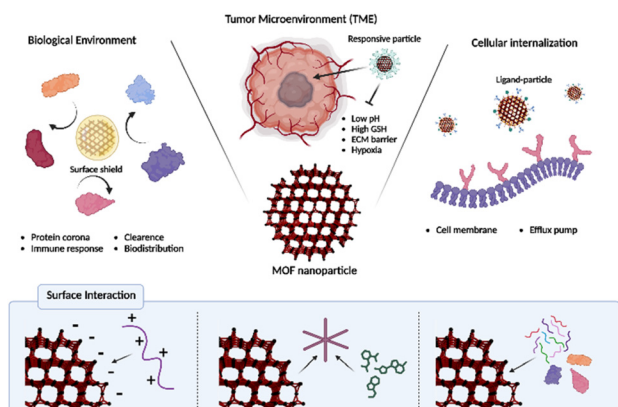 Tumor Microenvironment (TME)
Biological Environment
Responsive particle
Cellular internalization
Ligand-particle
• Low pH
• High GSH
• ECM barrier
• Hypoxia
Surface shield
• Protein corona
• Immune response
• Clearence
• Biodistribution
MOF nanoparticle
• Cell membrane
• Efflux pump
Surface Interaction